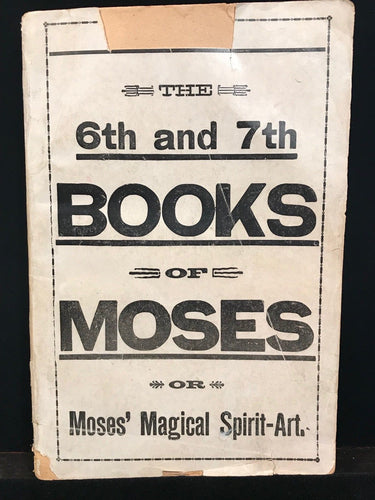 THE
6th and 7th
BOOKS
OF
MOSES
OR
Moses' Magical Spirit-Art.